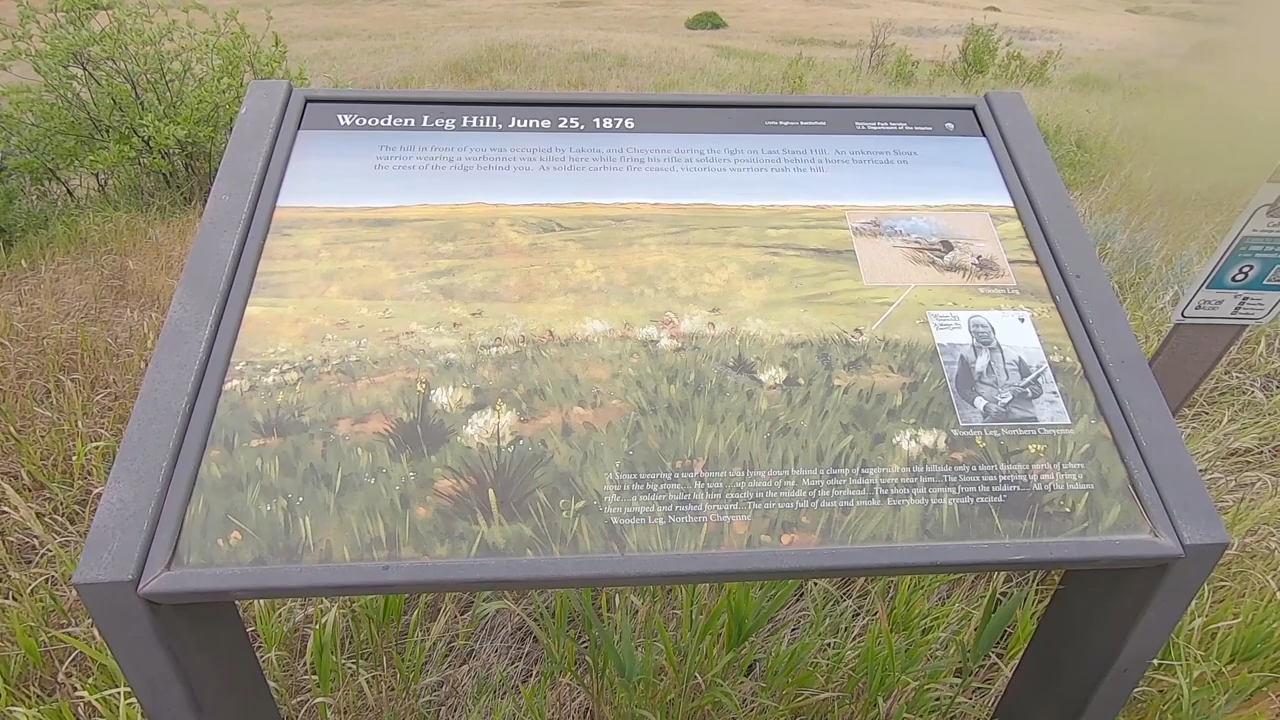 Wooden Leg Hill, June 25, 1876
Little Bighorn Battlefield
National Park Service
U.S. Department of the Interior
The hill in front of you was occupied by Lakota, and Cheyenne during the fight on Last Stand Hill. An unknown Sioux
warrior wearing a warbonnet was killed here while firing his rifle at soldiers positioned behind a horse barricade on
the crest of the ridge behind you. As soldier carbine fire ceased, victorious warriors rush the hill.
Wooden Leg
Wooden Leg, Northern Cheyenne
"A Sioux wearing a war bonnet was lying down behind a clump of sagebrush on the hillside only a short distance north of where
now is the big stone.... He was ....up ahead of me. Many other Indians were near him...The Sioux was peeping up and firing a
rifle....a soldier bullet hit him exactly in the middle of the forehead...The shots quit coming from the soldiers.... All of the Indians
then jumped and rushed forward...The air was full of dust and smoke. Everybody was greatly excited."
- Wooden Leg, Northern Cheyenne
8
OnCell
Audio